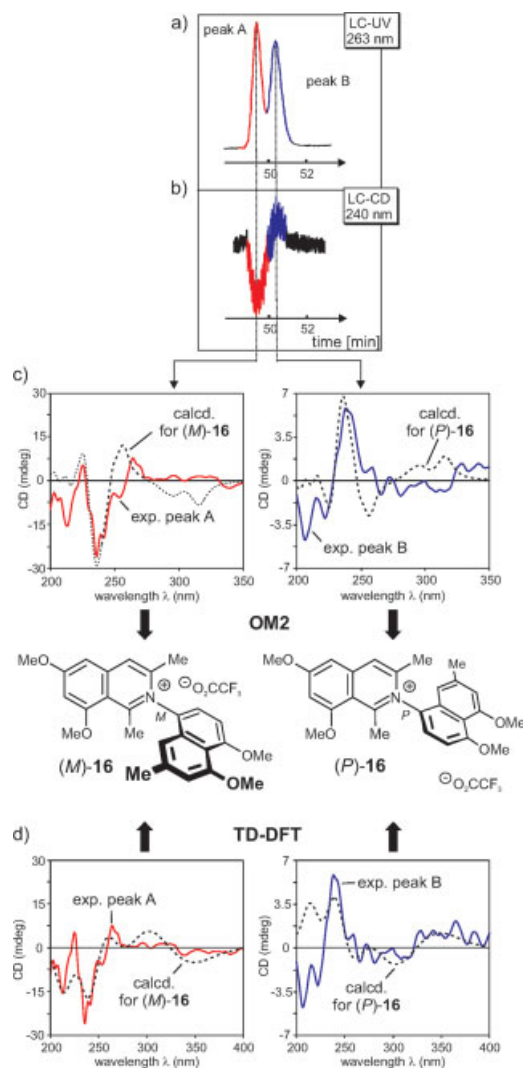 a)
peak A
LC-UV
263 nm
peak B
50 52
b)
LC-CD
240 nm
50 52
time [min]
c)
30
15
0
-15
-30
CD (mdeg)
calcd.
for (M)-16
exp. peak A
200 250 300 350
wavelength λ (nm)
7
3.5
0
-3.5
-7
CD (mdeg)
calcd.
for (P)-16
exp. peak B
200 250 300 350
wavelength λ (nm)
OM2
MeO Me
⊕ N
⊖ O₂CCF₃
M
MeO Me
OMe
Me OMe
(M)-16
MeO Me
Me
⊕ N
P
MeO Me
OMe
OMe
(P)-16
⊖ O₂CCF₃
TD-DFT
d)
30
15
0
-15
-30
CD (mdeg)
exp. peak A
calcd.
for (M)-16
200 250 300 350 400
wavelength λ (nm)
7
3.5
0
-3.5
-7
CD (mdeg)
exp. peak B
calcd.
for (P)-16
200 250 300 350 400
wavelength λ (nm)